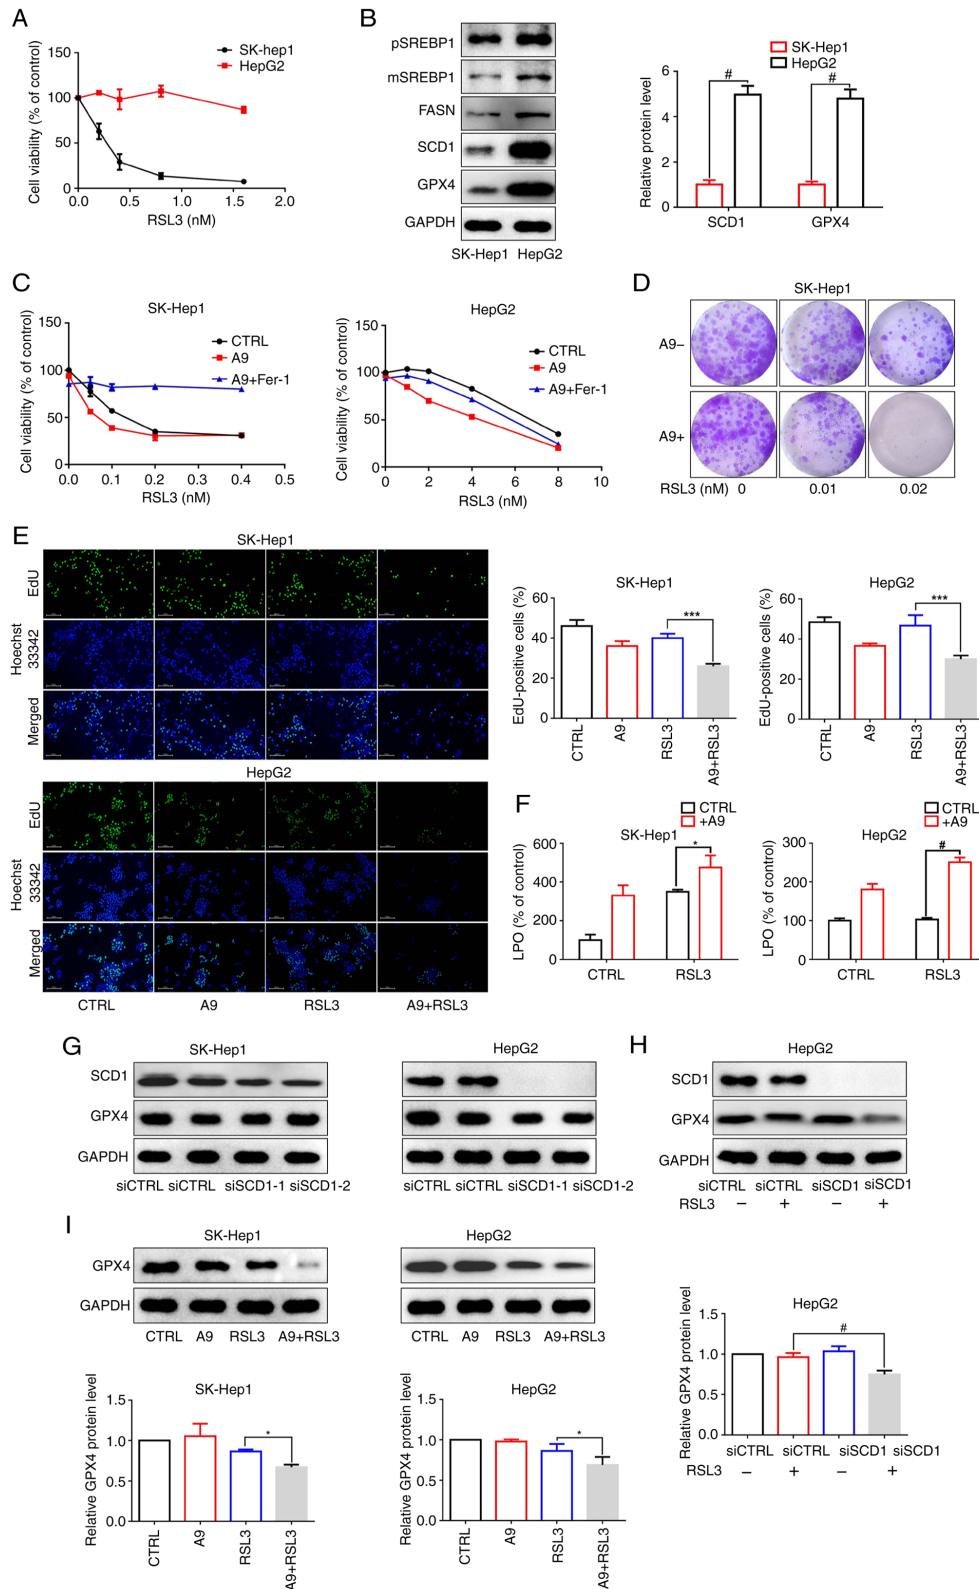 A
150
100
50
0
Cell viability (% of control)
SK-hep1
HepG2
0.0 0.5 1.0 1.5 2.0
RSL3 (nM)
B
pSREBP1
mSREBP1
FASN
SCD1
GPX4
GAPDH
SK-Hep1 HepG2
SK-Hep1
HepG2
Relative protein level
6
4
2
0
# #
SCD1 GPX4
C
SK-Hep1
Cell viability (% of control)
150
100
50
0
CTRL
A9
A9+Fer-1
0.0 0.1 0.2 0.3 0.4 0.5
RSL3 (nM)
HepG2
Cell viability (% of control)
150
100
50
0
CTRL
A9
A9+Fer-1
0 2 4 6 8 10
RSL3 (nM)
D
SK-Hep1
A9–
A9+
RSL3 (nM) 0 0.01 0.02
E
SK-Hep1
EdU
Hoechst
33342
Merged
HepG2
EdU
Hoechst
33342
Merged
CTRL A9 RSL3 A9+RSL3
SK-Hep1
EdU-positive cells (%)
60
40
20
0
***
CTRL A9 RSL3 A9+RSL3
HepG2
EdU-positive cells (%)
60
40
20
0
***
CTRL A9 RSL3 A9+RSL3
F
CTRL
+A9
SK-Hep1
LPO (% of control)
600
400
200
0
*
CTRL RSL3
CTRL
+A9
HepG2
LPO (% of control)
300
200
100
0
#
CTRL RSL3
G
SK-Hep1
SCD1
GPX4
GAPDH
siCTRL siCTRL siSCD1-1 siSCD1-2
HepG2
siCTRL siCTRL siSCD1-1 siSCD1-2
H
HepG2
SCD1
GPX4
GAPDH
siCTRL siCTRL siSCD1 siSCD1
RSL3 – + – +
HepG2
Relative GPX4 protein level
1.5
1.0
0.5
0.0
#
siCTRL siCTRL siSCD1 siSCD1
RSL3 – + – +
I
SK-Hep1
GPX4
GAPDH
CTRL A9 RSL3 A9+RSL3
HepG2
CTRL A9 RSL3 A9+RSL3
SK-Hep1
Relative GPX4 protein level
1.5
1.0
0.5
0.0
*
CTRL A9 RSL3 A9+RSL3
HepG2
Relative GPX4 protein level
1.5
1.0
0.5
0.0
*
CTRL A9 RSL3 A9+RSL3